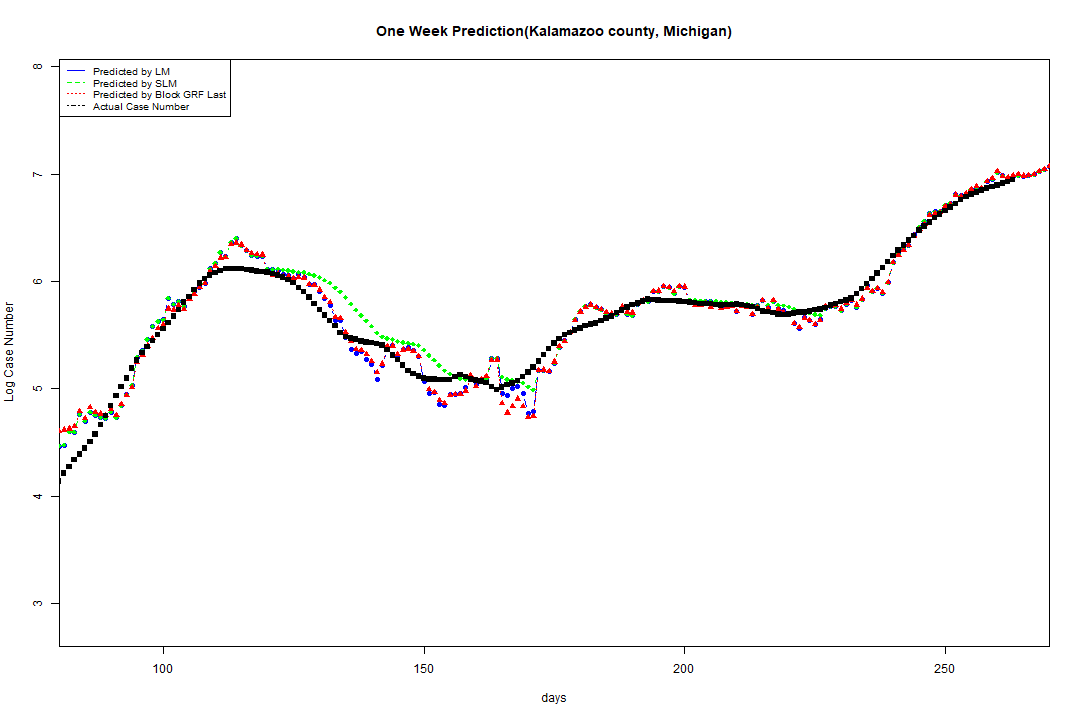 One Week Prediction(Kalamazoo county, Michigan)
Predicted by LM
Predicted by SLM
Predicted by Block GRF Last
Actual Case Number
8
7
6
5
4
3
Log Case Number
100
150
200
250
days